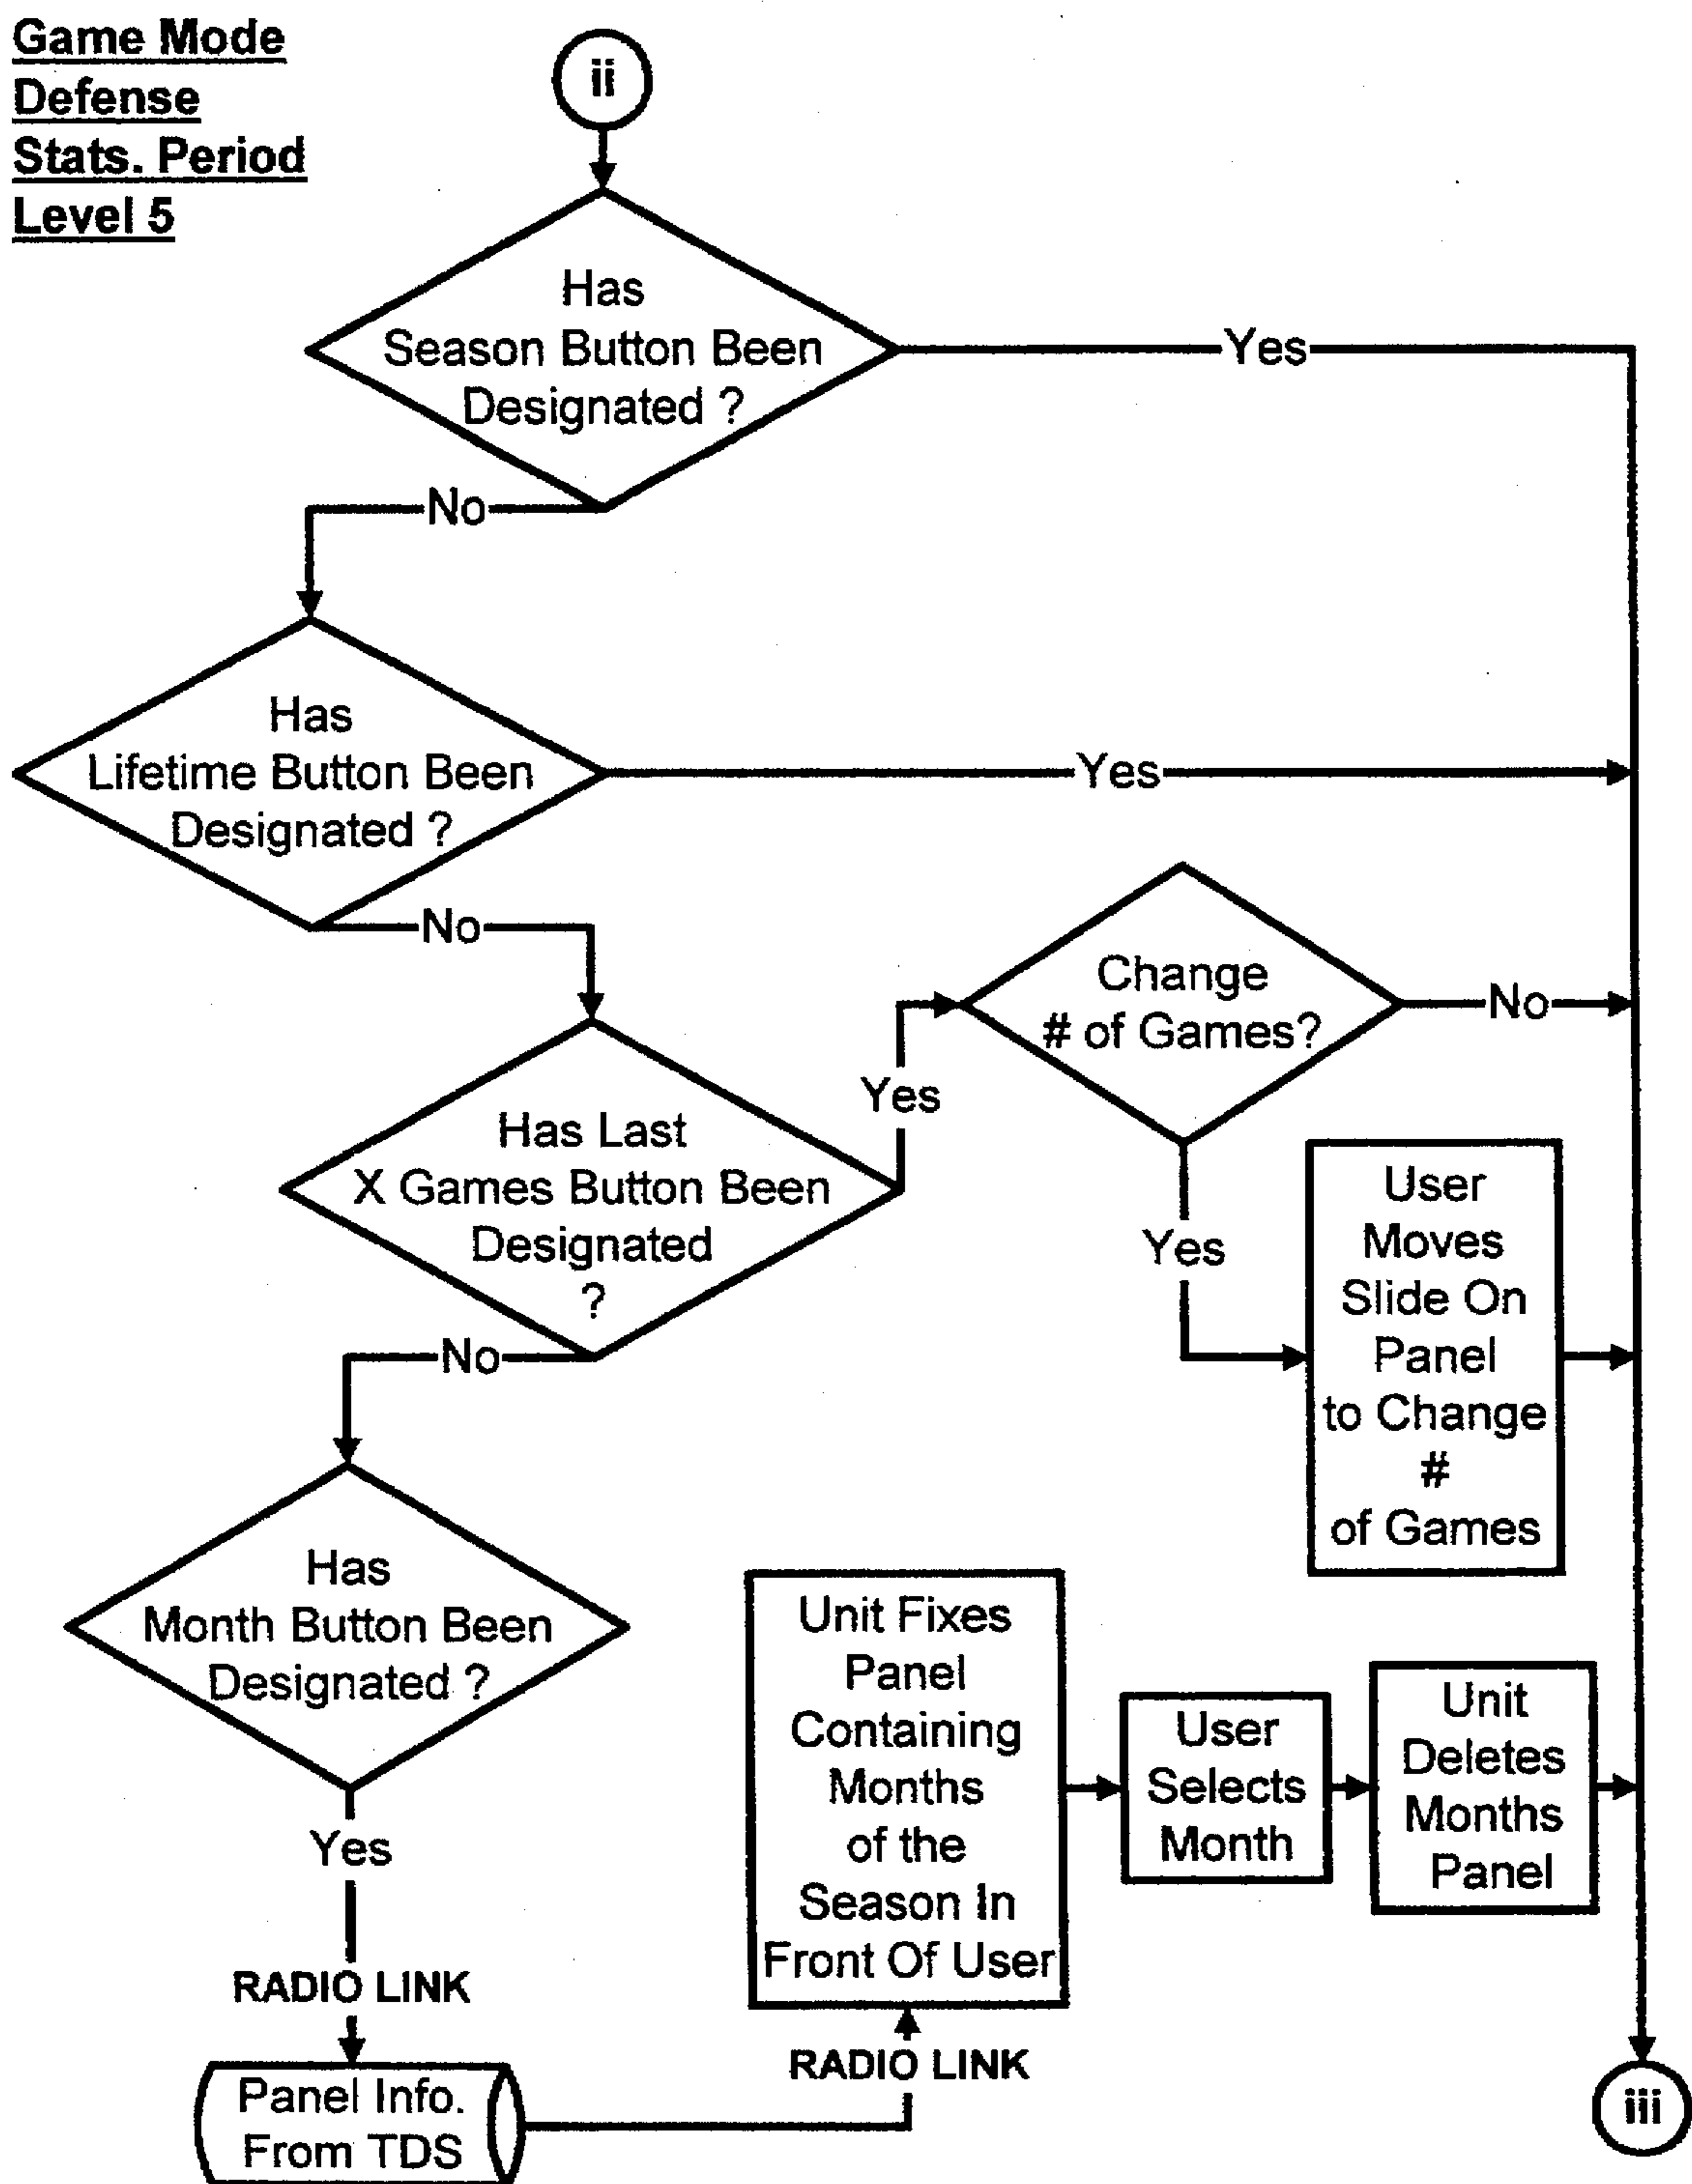 Game Mode
Defense
Stats. Period
Level 5
ii
Has
Season Button Been
Designated ?
Yes
No
Has
Lifetime Button Been
Designated ?
Yes
No
Change
# of Games?
No
Yes
Has Last
X Games Button Been
Designated
?
Yes
User
Moves
Slide On
Panel
to Change
#
of Games
No
Has
Month Button Been
Designated ?
Yes
RADIO LINK
Panel Info.
From TDS
RADIO LINK
Unit Fixes
Panel
Containing
Months
of the
Season In
Front Of User
User
Selects
Month
Unit
Deletes
Months
Panel
iii